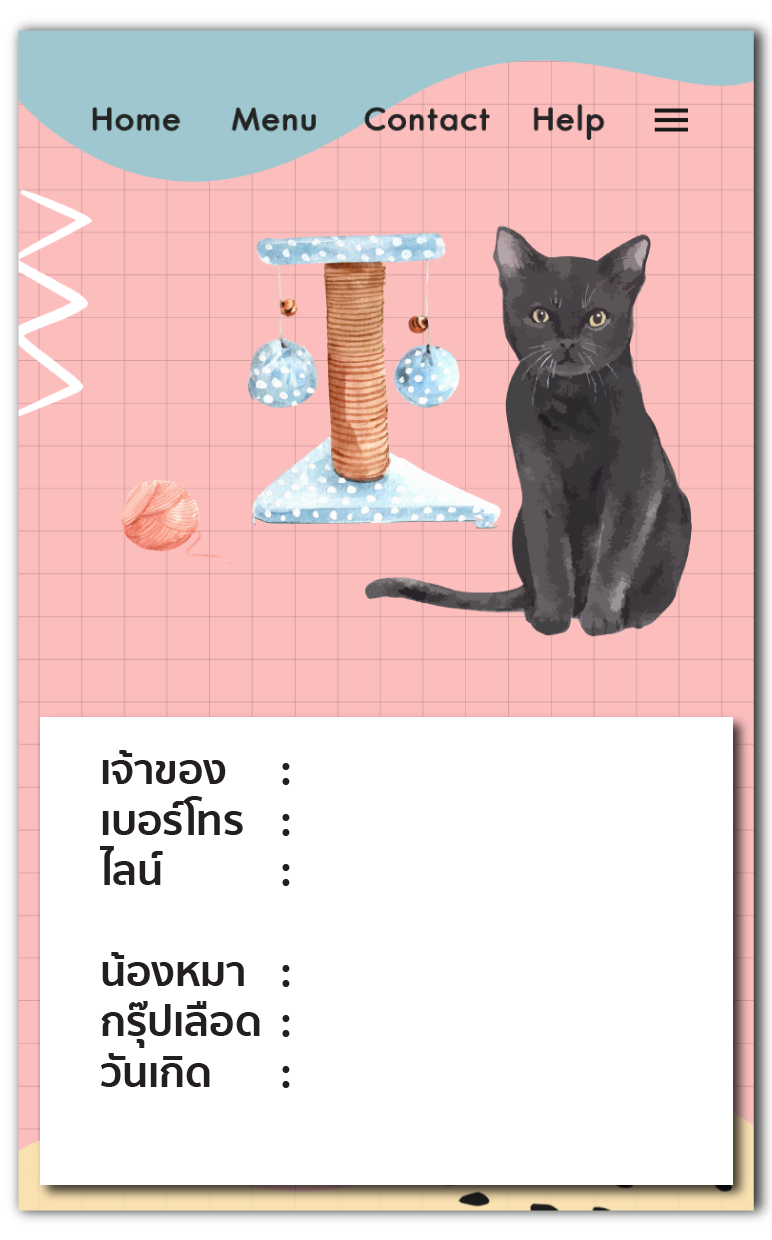 Home Menu Contact Help
เจ้าของ :
เบอร์โทร :
ไลน์ :
น้องหมา :
กรุ๊ปเลือด :
วันเกิด :